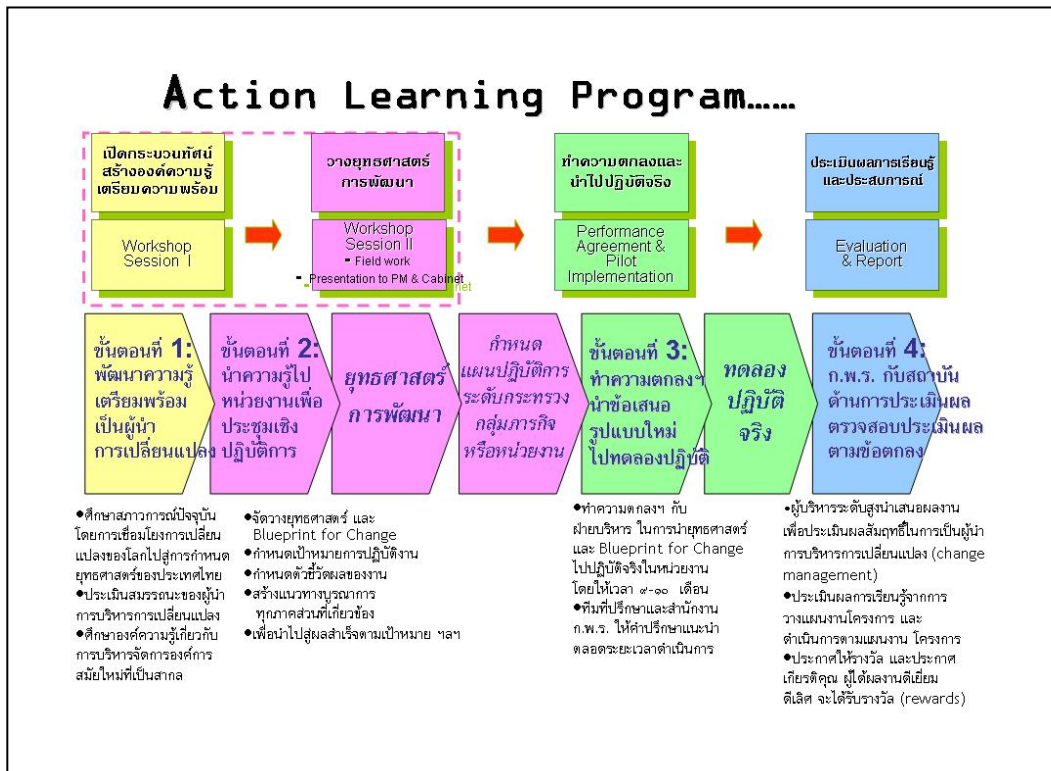 Action Learning Program......
เปิดกระบวนทัศน์
สร้างองค์ความรู้
เตรียมความพร้อม
Workshop
Session I
วางยุทธศาสตร์
การพัฒนา
Workshop
Session II
- Field work
- Presentation to PM & Cabinet
ทำความตกลงและ
นำไปปฏิบัติจริง
Performance
Agreement &
Pilot
Implementation
ประเมินผลการเรียนรู้
และประสบการณ์
Evaluation
& Report
ขั้นตอนที่ 1:
พัฒนาความรู้
เตรียมพร้อม
เป็นผู้นำ
การเปลี่ยนแปลง
ขั้นตอนที่ 2:
นำความรู้ไป
หน่วยงานเพื่อ
ประชุมเชิง
ปฏิบัติการ
ยุทธศาสตร์
การพัฒนา
กำหนด
แผนปฏิบัติการ
ระดับกระทรวง
กลุ่มภารกิจ
หรือหน่วยงาน
ขั้นตอนที่ 3:
ทำความตกลงฯ
นำข้อเสนอ
รูปแบบใหม่
ไปทดลองปฏิบัติ
ทดลอง
ปฏิบัติ
จริง
ขั้นตอนที่ 4:
ก.พ.ร. กับสถาบัน
ด้านการประเมินผล
ตรวจสอบประเมินผล
ตามข้อตกลง
•ศึกษาสภาวการณ์ปัจจุบัน
โดยการเชื่อมโยงการเปลี่ยน
แปลงของโลกไปสู่การกำหนด
ยุทธศาสตร์ของประเทศไทย
•ประเมินสมรรถนะของผู้นำ
การบริหารการเปลี่ยนแปลง
•ศึกษาองค์ความรู้เกี่ยวกับ
การบริหารจัดการองค์การ
สมัยใหม่ที่เป็นสากล
•จัดวางยุทธศาสตร์ และ
Blueprint for Change
•กำหนดเป้าหมายการปฏิบัติงาน
•กำหนดตัวชี้วัดผลของงาน
•สร้างแนวทางบูรณาการ
ทุกภาคส่วนที่เกี่ยวข้อง
•เพื่อนำไปสู่ผลสำเร็จตามเป้าหมาย ฯลฯ
•ทำความตกลงฯ กับ
ฝ่ายบริหาร ในการนำยุทธศาสตร์
และ Blueprint for Change
ไปปฏิบัติจริงในหน่วยงาน
โดยให้เวลา ๙-๑๐ เดือน
•ทีมที่ปรึกษาและสำนักงาน
ก.พ.ร. ให้คำปรึกษาแนะนำ
ตลอดระยะเวลาดำเนินการ
•ผู้บริหารระดับสูงนำเสนอผลงาน
เพื่อประเมินผลสัมฤทธิ์ในการเป็นผู้นำ
การบริหารการเปลี่ยนแปลง (change
management)
•ประเมินผลการเรียนรู้จากการ
วางแผนงานโครงการ และ
ดำเนินการตามแผนงาน โครงการ
•ประกาศให้รางวัล และประกาศ
เกียรติคุณ ผู้ได้ผลงานดีเยี่ยม
ดีเลิศ จะได้รับรางวัล (rewards)